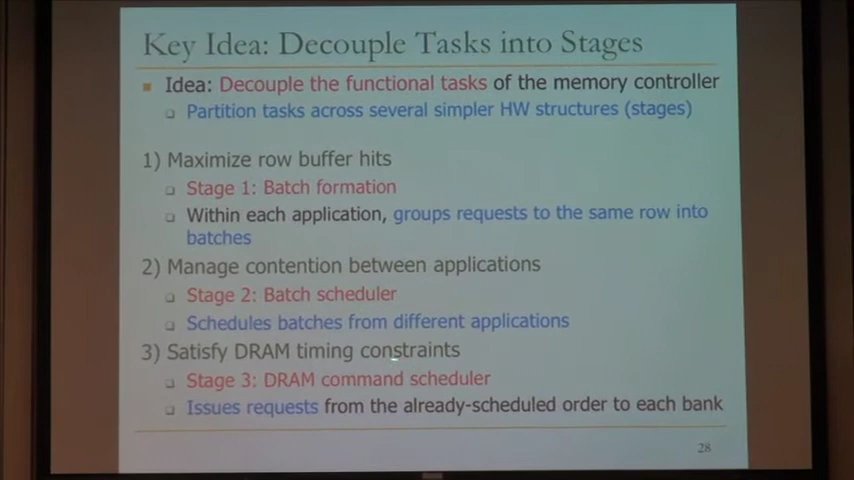 Key Idea: Decouple Tasks into Stages
Idea: Decouple the functional tasks of the memory controller
Partition tasks across several simpler HW structures (stages)
1) Maximize row buffer hits
Stage 1: Batch formation
Within each application, groups requests to the same row into
batches
2) Manage contention between applications
Stage 2: Batch scheduler
Schedules batches from different applications
3) Satisfy DRAM timing constraints
Stage 3: DRAM command scheduler
Issues requests from the already-scheduled order to each bank
28